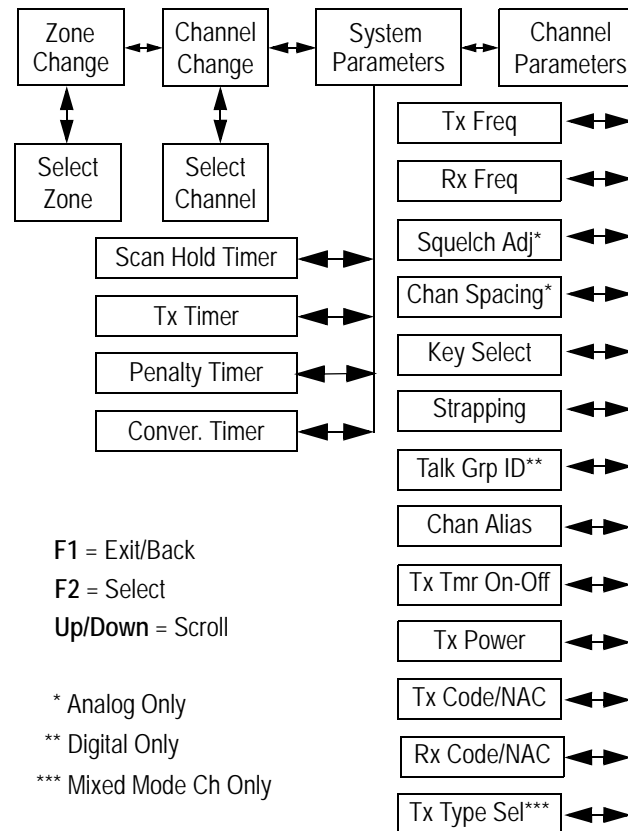 Zone
Change
Channel
Change
System
Parameters
Channel
Parameters
Select
Zone
Select
Channel
Scan Hold Timer
Tx Timer
Penalty Timer
Conver. Timer
Tx Freq
Rx Freq
Squelch Adj*
Chan Spacing*
Key Select
Strapping
Talk Grp ID**
Chan Alias
Tx Tmr On-Off
Tx Power
Tx Code/NAC
Rx Code/NAC
Tx Type Sel***
F1 = Exit/Back
F2 = Select
Up/Down = Scroll
* Analog Only
** Digital Only
*** Mixed Mode Ch Only